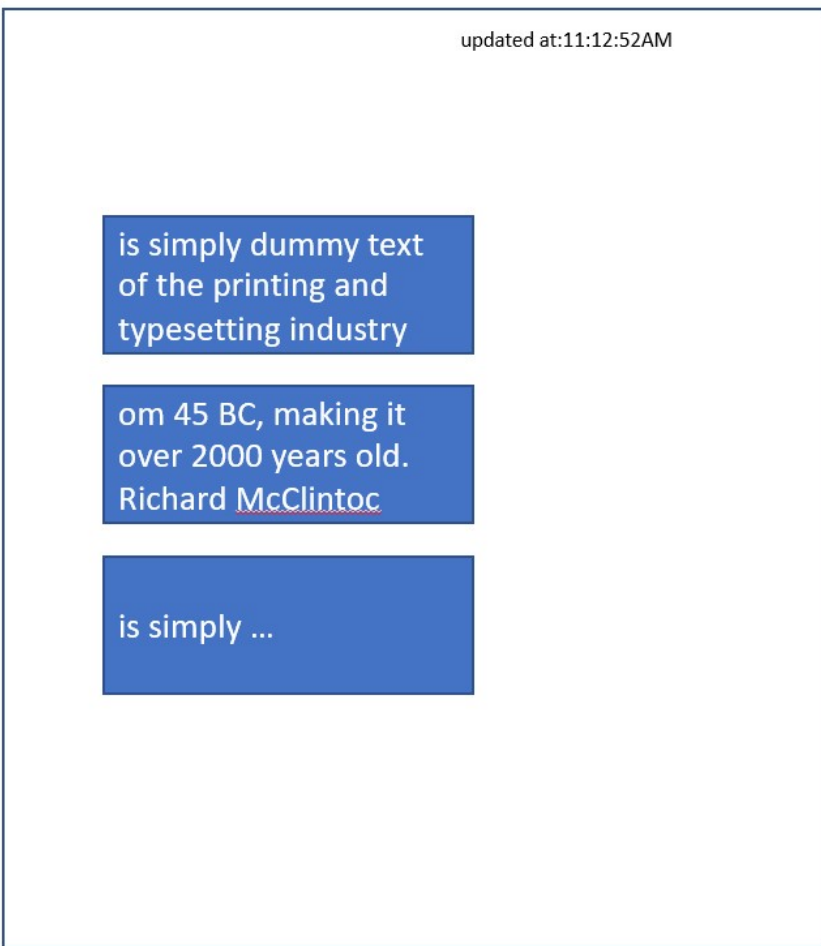 updated at:11:12:52AM
is simply dummy text
of the printing and
typesetting industry
om 45 BC, making it
over 2000 years old.
Richard McClintoc
is simply ...